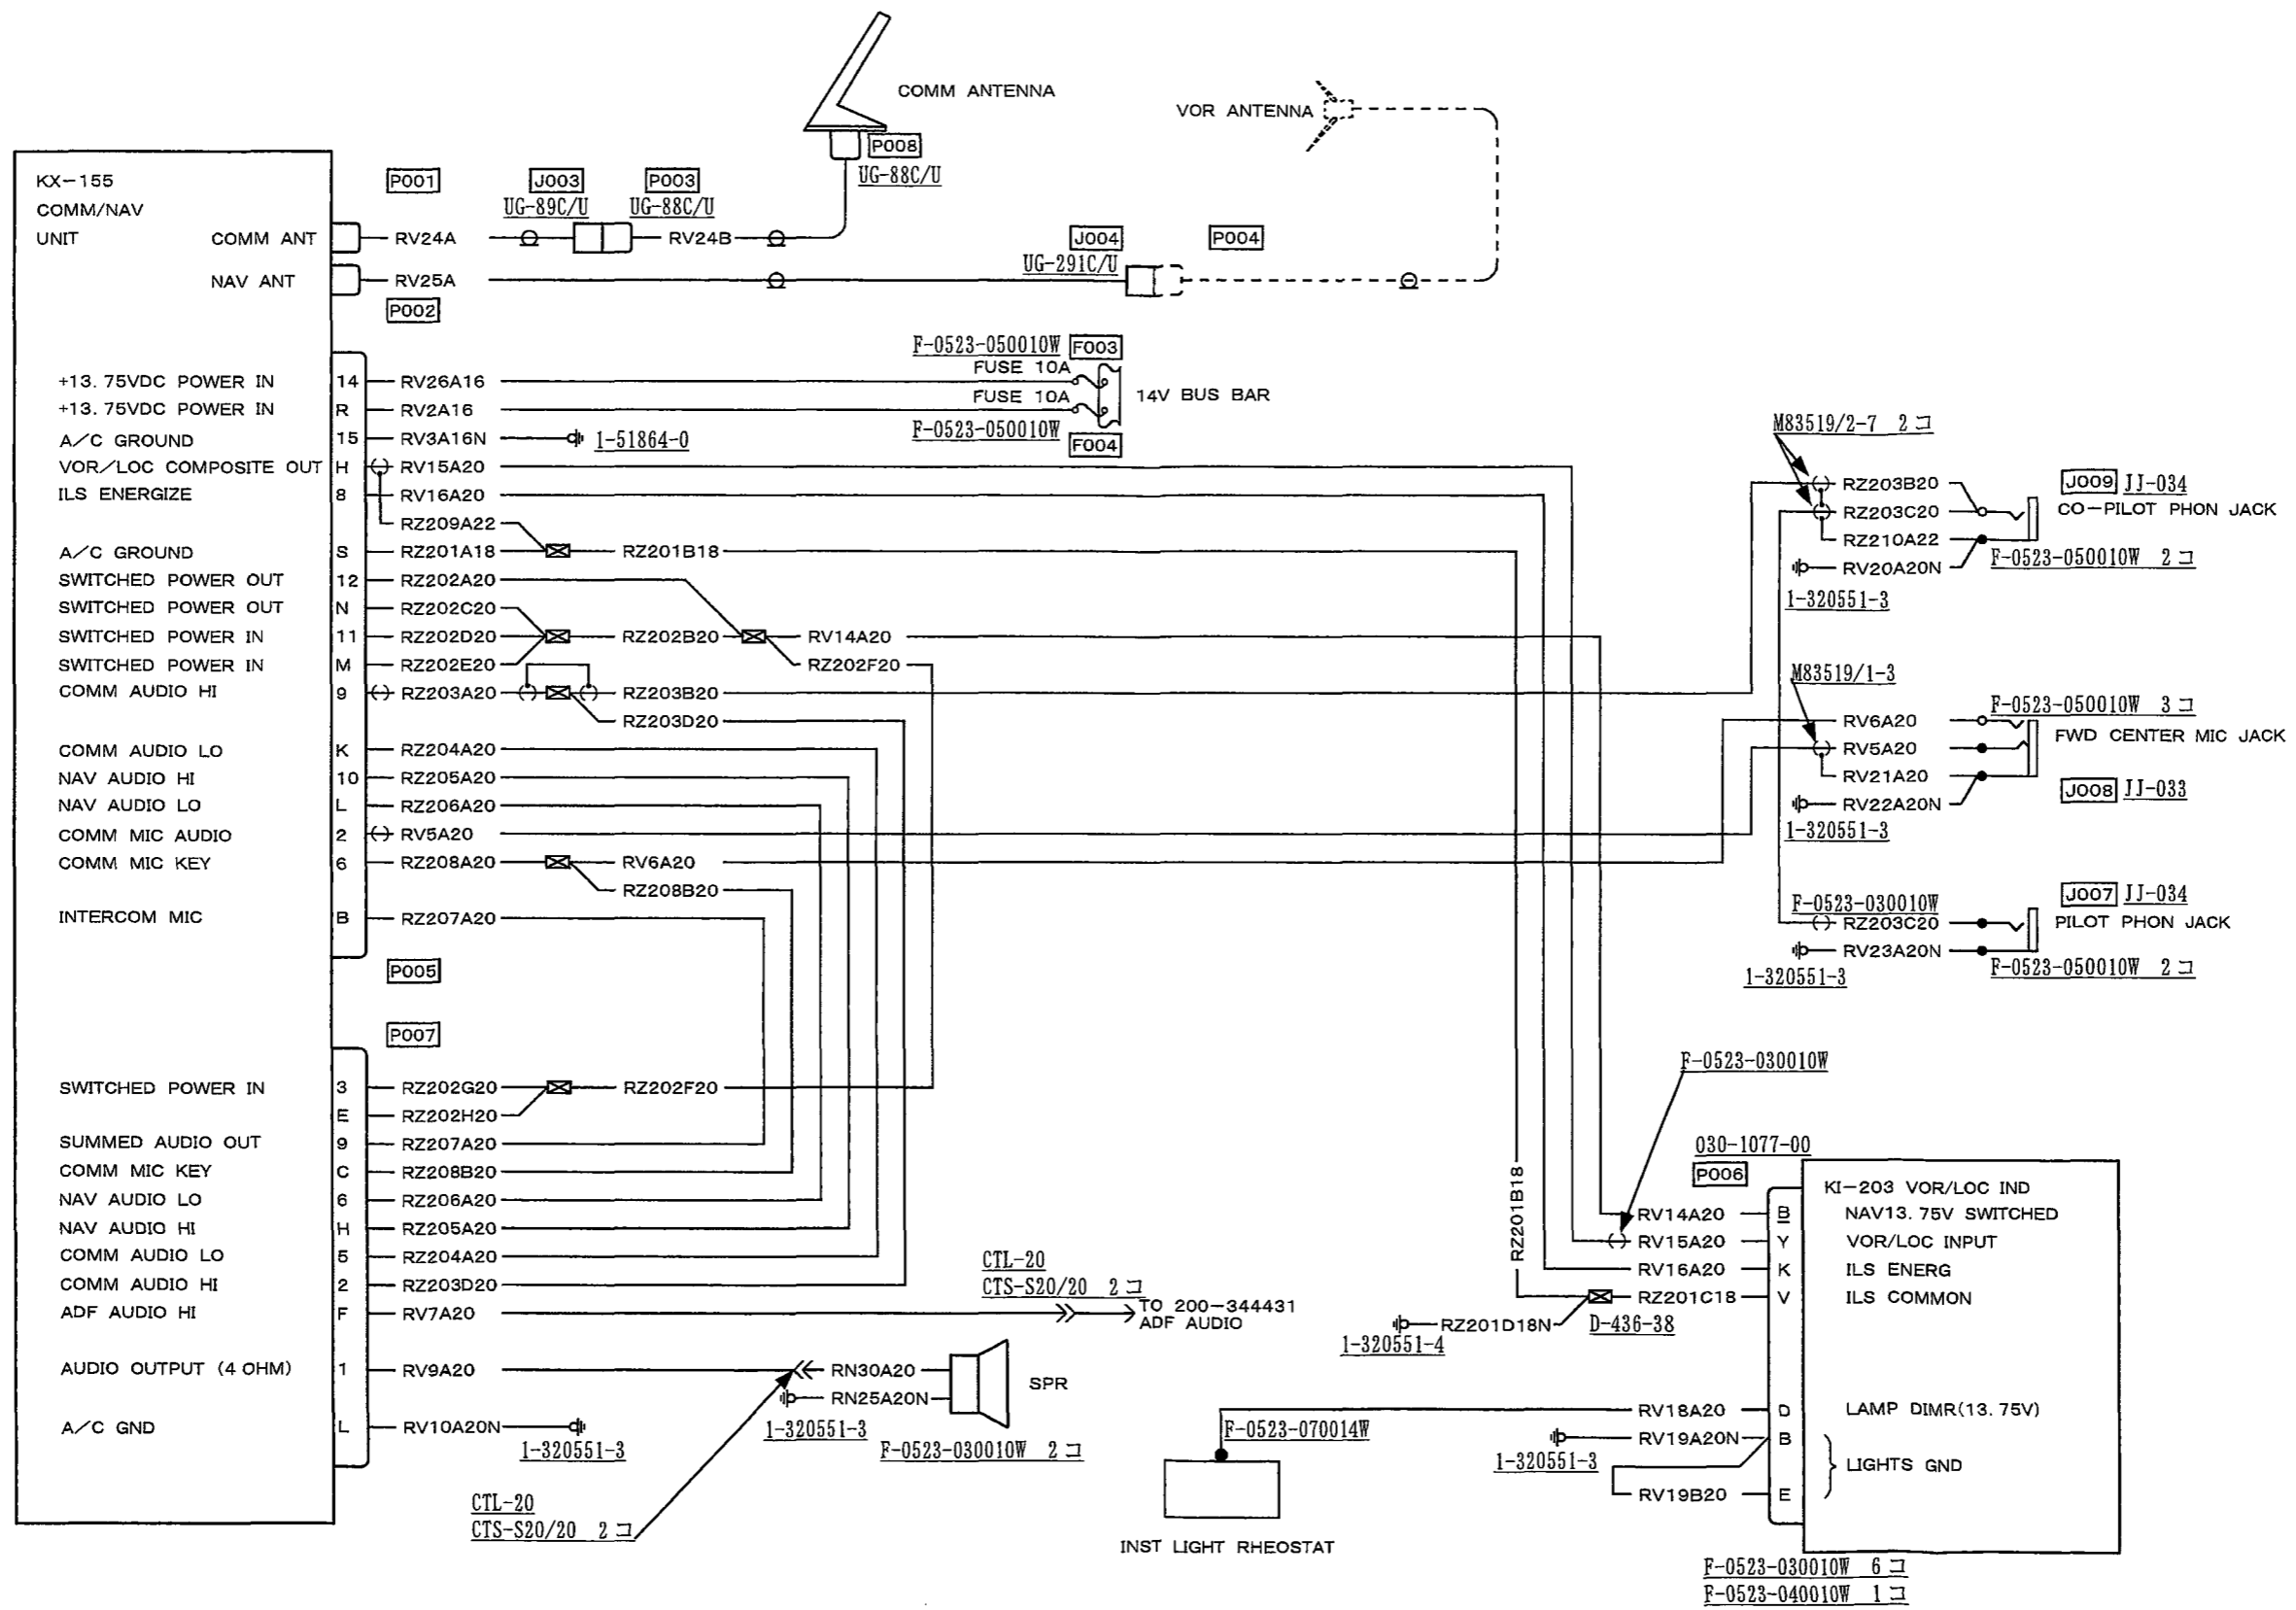 COMM ANTENNA
VOR ANTENNA
P008
UG-88C/U
KX-155
COMM/NAV
UNIT
P001
J003
UG-89C/U
P003
UG-88C/U
COMM ANT
RV24A
RV24B
J004
UG-291C/U
P004
NAV ANT
RV25A
P002
F-0523-050010W
F003
FUSE 10A
+13.75VDC POWER IN 14 RV26A16
FUSE 10A
14V BUS BAR
+13.75VDC POWER IN R RV2A16
F-0523-050010W
F004
A/C GROUND 15 RV3A16N
1-51864-0
VOR/LOC COMPOSITE OUT H RV15A20
ILS ENERGIZE 8 RV16A20
RZ209A22
A/C GROUND S RZ201A18 RZ201B18
SWITCHED POWER OUT 12 RZ202A20
SWITCHED POWER OUT N RZ202C20
SWITCHED POWER IN 11 RZ202D20 RZ202B20 RV14A20
SWITCHED POWER IN M RZ202E20 RZ202F20
COMM AUDIO HI 9 RZ203A20 RZ203B20
RZ203D20
COMM AUDIO LO K RZ204A20
NAV AUDIO HI 10 RZ205A20
NAV AUDIO LO L RZ206A20
COMM MIC AUDIO 2 RV5A20
COMM MIC KEY 6 RZ208A20 RV6A20
RZ208B20
INTERCOM MIC B RZ207A20
P005
M83519/2-7 2コ
RZ203B20
J009 JJ-034
RZ203C20
CO-PILOT PHON JACK
RZ210A22
F-0523-050010W 2コ
RV20A20N
1-320551-3
M83519/1-3
F-0523-050010W 3コ
RV6A20
FWD CENTER MIC JACK
RV5A20
RV21A20
J008 JJ-033
RV22A20N
1-320551-3
J007 JJ-034
F-0523-030010W
RZ203C20
PILOT PHON JACK
RV23A20N
F-0523-050010W 2コ
1-320551-3
P007
SWITCHED POWER IN 3 RZ202G20 RZ202F20
E RZ202H20
SUMMED AUDIO OUT 9 RZ207A20
COMM MIC KEY C RZ208B20
NAV AUDIO LO 6 RZ206A20
NAV AUDIO HI H RZ205A20
COMM AUDIO LO 5 RZ204A20
COMM AUDIO HI 2 RZ203D20
CTL-20
CTS-S20/20 2コ
ADF AUDIO HI F RV7A20
TO 200-344431
ADF AUDIO
AUDIO OUTPUT (4 OHM) 1 RV9A20 RN30A20
SPR
RN25A20N
1-320551-3
F-0523-030010W 2コ
A/C GND L RV10A20N
1-320551-3
CTL-20
CTS-S20/20 2コ
F-0523-030010W
030-1077-00
P006
RZ201B18
KI-203 VOR/LOC IND
RV14A20 B NAV13.75V SWITCHED
RV15A20 Y VOR/LOC INPUT
RV16A20 K ILS ENERG
RZ201C18 V ILS COMMON
RZ201D18N
D-436-38
1-320551-4
RV18A20 D LAMP DIMR(13.75V)
F-0523-070014W
RV19A20N B
1-320551-3
LIGHTS GND
RV19B20 E
INST LIGHT RHEOSTAT
F-0523-030010W 6コ
F-0523-040010W 1コ